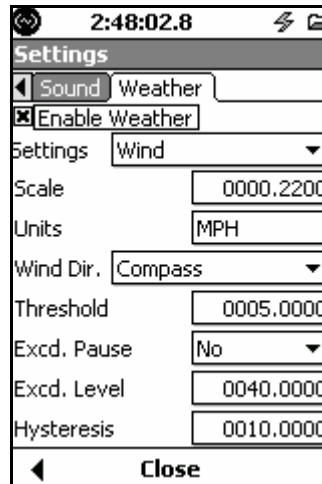 2:48:02.8
Settings
Sound Weather
Enable Weather
Settings Wind
Scale 0000.2200
Units MPH
Wind Dir. Compass
Threshold 0005.0000
Excd. Pause No
Excd. Level 0040.0000
Hysteresis 0010.0000
Close